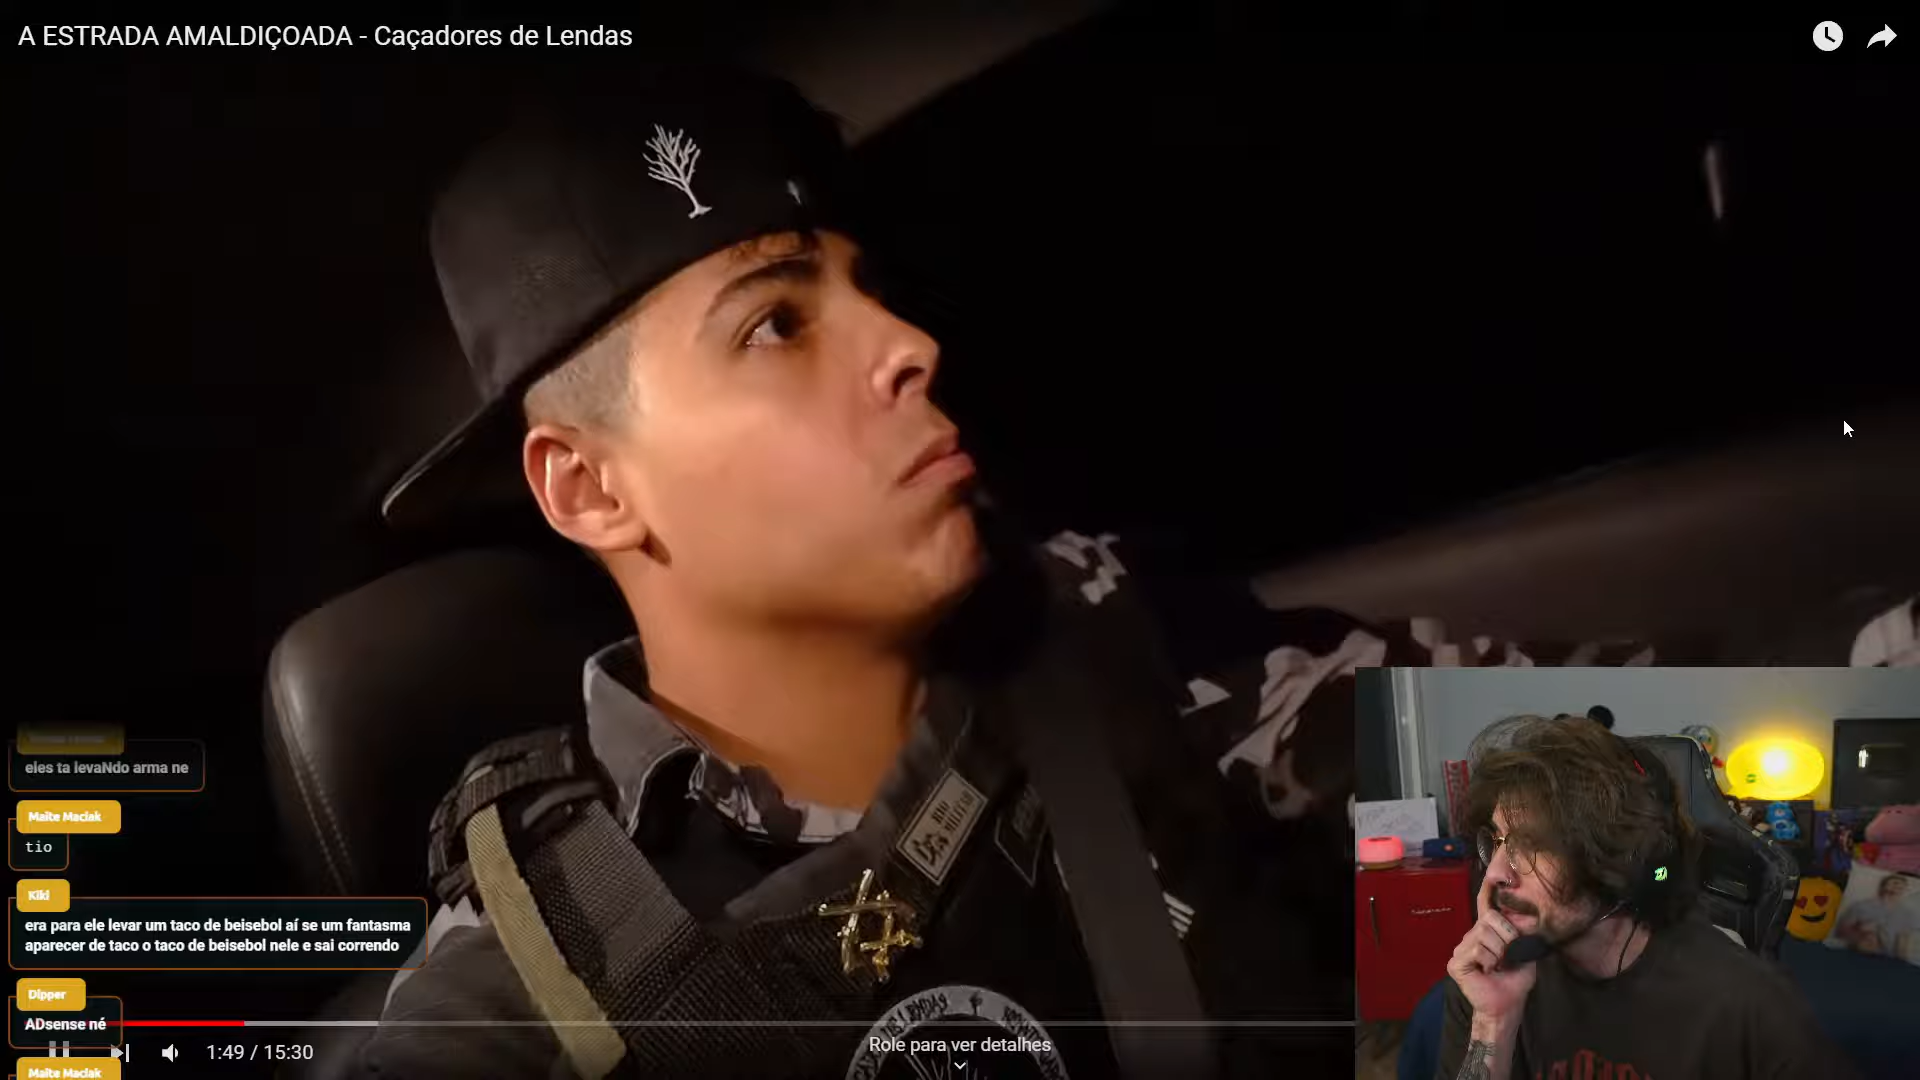 A ESTRADA AMALDIÇOADA - Caçadores de Lendas
eles ta levaNdo arma ne
Maite Maciak
tio
Kiki
era para ele levar um taco de beisebol aí se um fantasma
aparecer de taco o taco de beisebol nele e sai correndo
Dipper
ADsense né
Maite Maciak
1:49 / 15:30
Role para ver detalhes
BIO
MILITAR